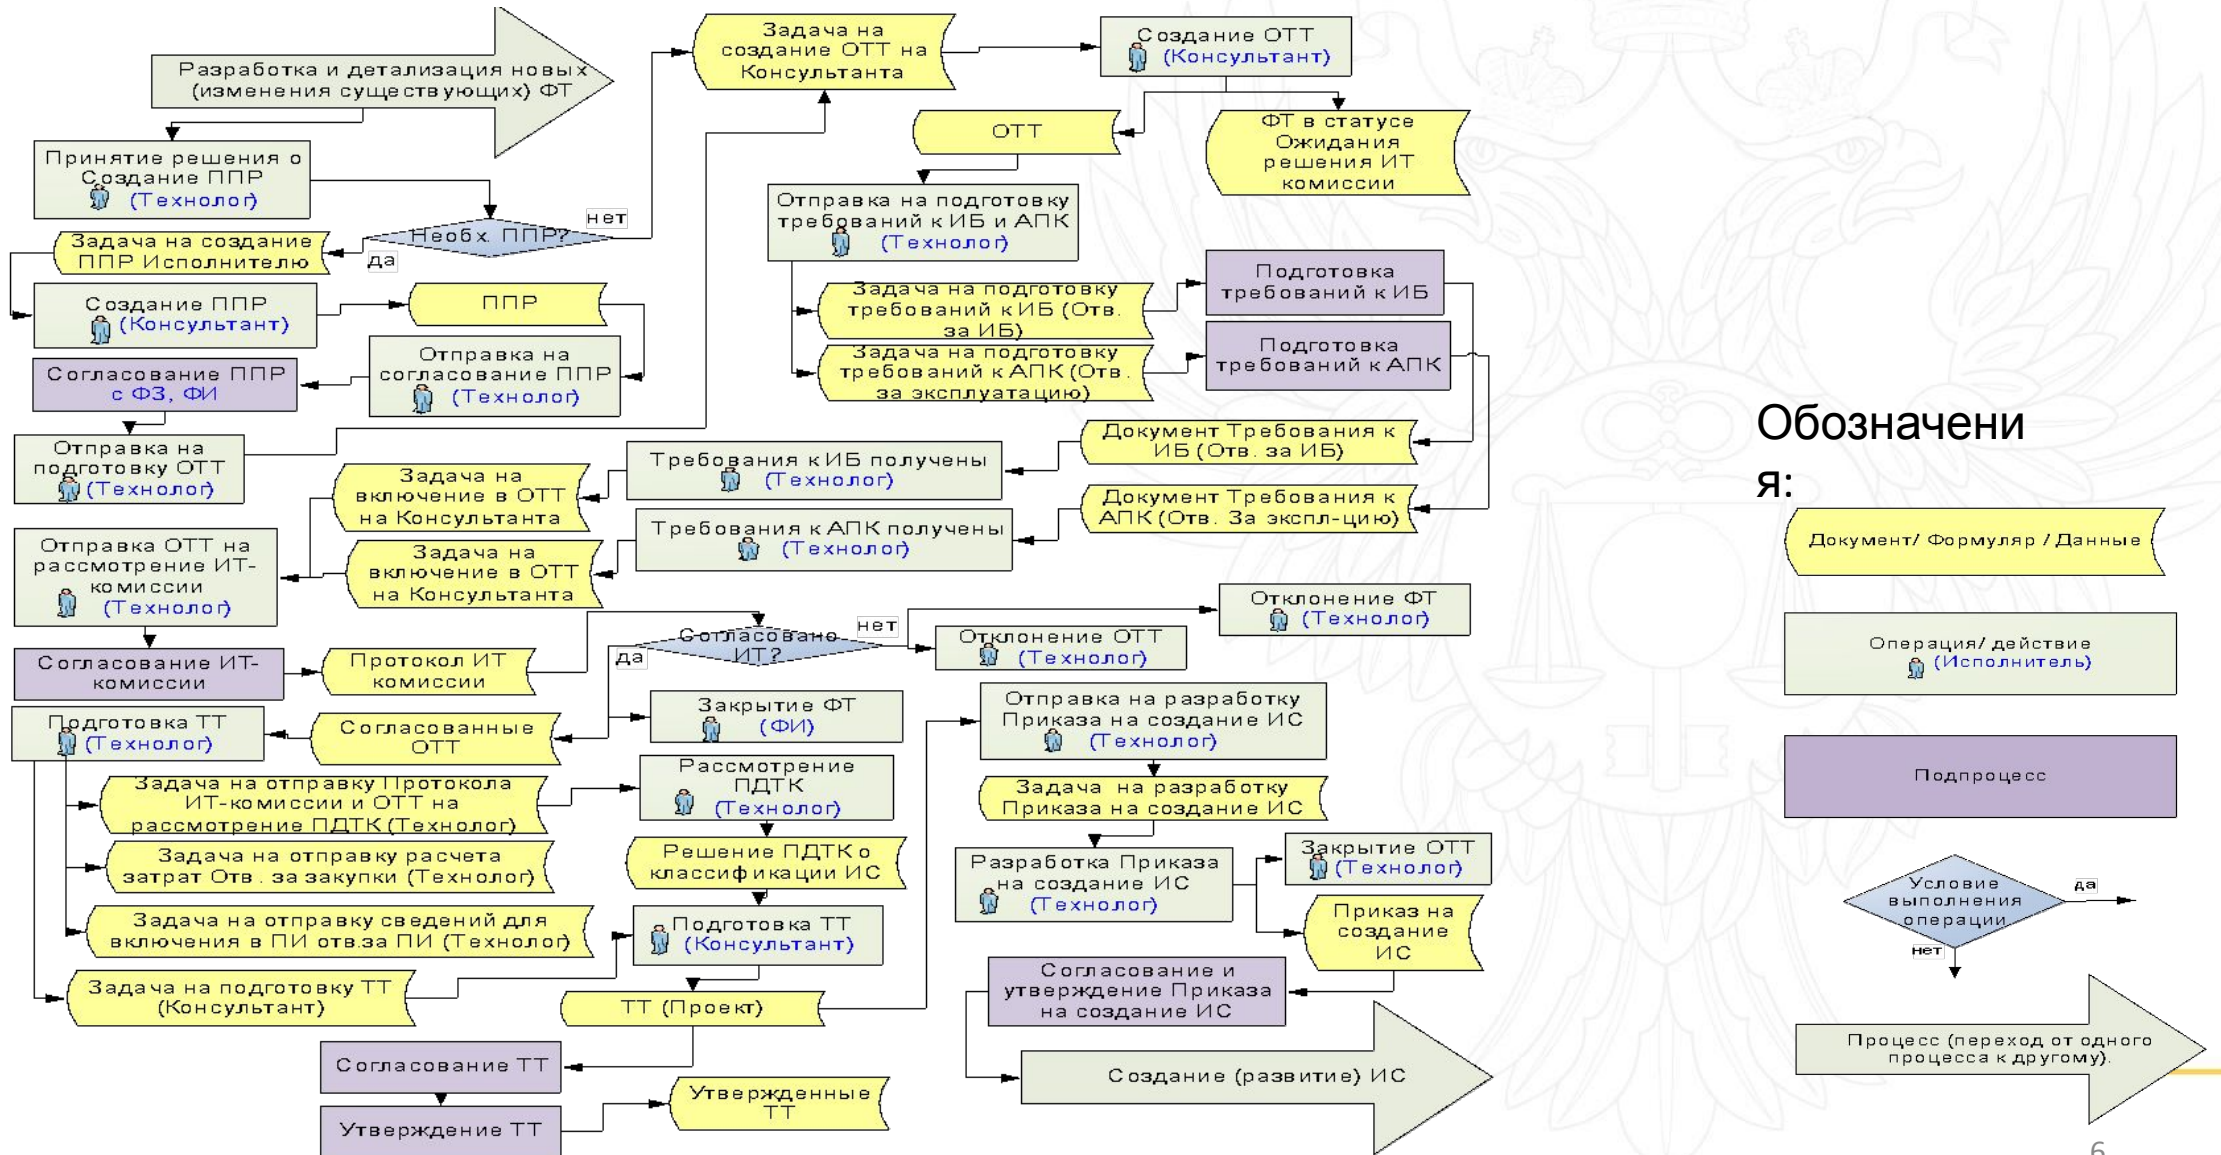 Разработка и детализация новых
(изменения существующих) ФТ
Принятие решения о
Создание ППР
(Технолог)
Необх. ППР?
нет
да
Задача на создание
ППР Исполнителю
Создание ППР
(Консультант)
ППР
Отправка на
согласование ППР
(Технолог)
Согласование ППР
с ФЗ, ФИ
Отправка на
подготовку ОТТ
(Технолог)
Задача на
создание ОТТ на
Консультанта
Создание ОТТ
(Консультант)
ОТТ
ФТ в статусе
Ожидания
решения ИТ
комиссии
Отправка на подготовку
требований к ИБ и АПК
(Технолог)
Задача на подготовку
требований к ИБ (Отв.
за ИБ)
Подготовка
требований к ИБ
Задача на подготовку
требований к АПК (Отв.
за эксплуатацию)
Подготовка
требований к АПК
Документ Требования к
ИБ (Отв. за ИБ)
Требования к ИБ получены
(Технолог)
Задача на
включение в ОТТ
на Консультанта
Документ Требования к
АПК (Отв. За экспл-цию)
Требования к АПК получены
(Технолог)
Задача на
включение в ОТТ
на Консультанта
Отправка ОТТ на
рассмотрение ИТ-
комиссии
(Технолог)
Согласование ИТ-
комиссии
Протокол ИТ
комиссии
Согласовано
ИТ?
нет
да
Отклонение ФТ
(Технолог)
Отклонение ОТТ
(Технолог)
Закрытие ФТ
(ФИ)
Согласованные
ОТТ
Подготовка ТТ
(Технолог)
Задача на отправку Протокола
ИТ-комиссии и ОТТ на
рассмотрение ПДТК (Технолог)
Рассмотрение
ПДТК
(Технолог)
Задача на отправку расчета
затрат Отв. за закупки (Технолог)
Решение ПДТК о
классификации ИС
Задача на отправку сведений для
включения в ПИ отв.за ПИ (Технолог)
Подготовка ТТ
(Консультант)
Задача на подготовку ТТ
(Консультант)
ТТ (Проект)
Согласование ТТ
Утверждение ТТ
Утвержденные
ТТ
Отправка на разработку
Приказа на создание ИС
(Технолог)
Задача на разработку
Приказа на создание ИС
Разработка Приказа
на создание ИС
(Технолог)
Закрытие ОТТ
(Технолог)
Приказ на
создание
ИС
Согласование и
утверждение Приказа
на создание ИС
Создание (развитие) ИС
Обозначени
я:
Документ/ Формуляр / Данные
Операция/ действие
(Исполнитель)
Подпроцесс
Условие
выполнения
операции
да
нет
Процесс (переход от одного
процесса к другому).
6